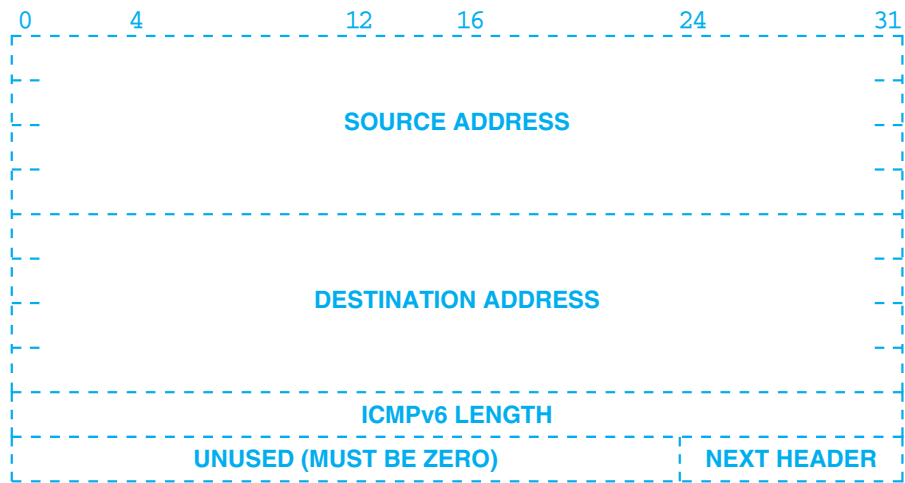 0 4 12 16 24 31
SOURCE ADDRESS
DESTINATION ADDRESS
ICMPv6 LENGTH
UNUSED (MUST BE ZERO) NEXT HEADER